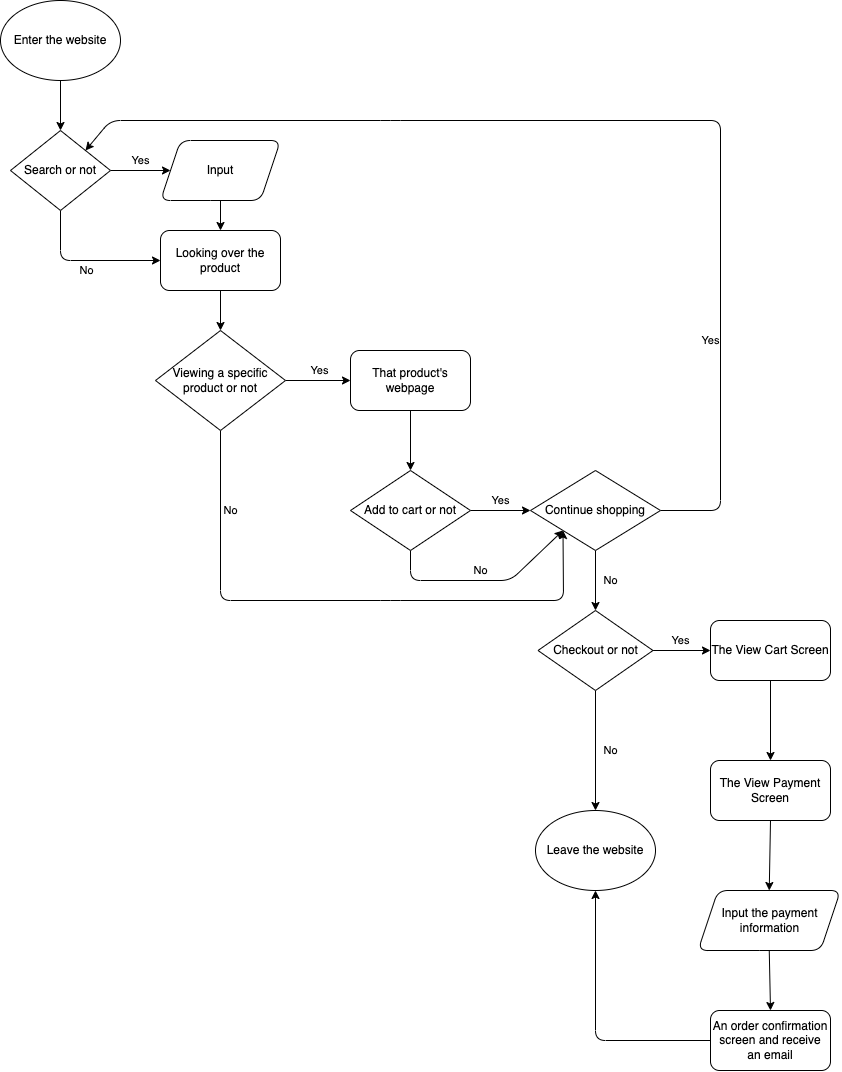 Enter the website
Search or not
Yes
Input
No
Looking over the
product
Viewing a specific
product or not
Yes
That product's
webpage
Yes
No
Add to cart or not
Yes
Continue shopping
No
No
Checkout or not
Yes
The View Cart Screen
No
The View Payment
Screen
Leave the website
Input the payment
information
An order confirmation
screen and receive
an email